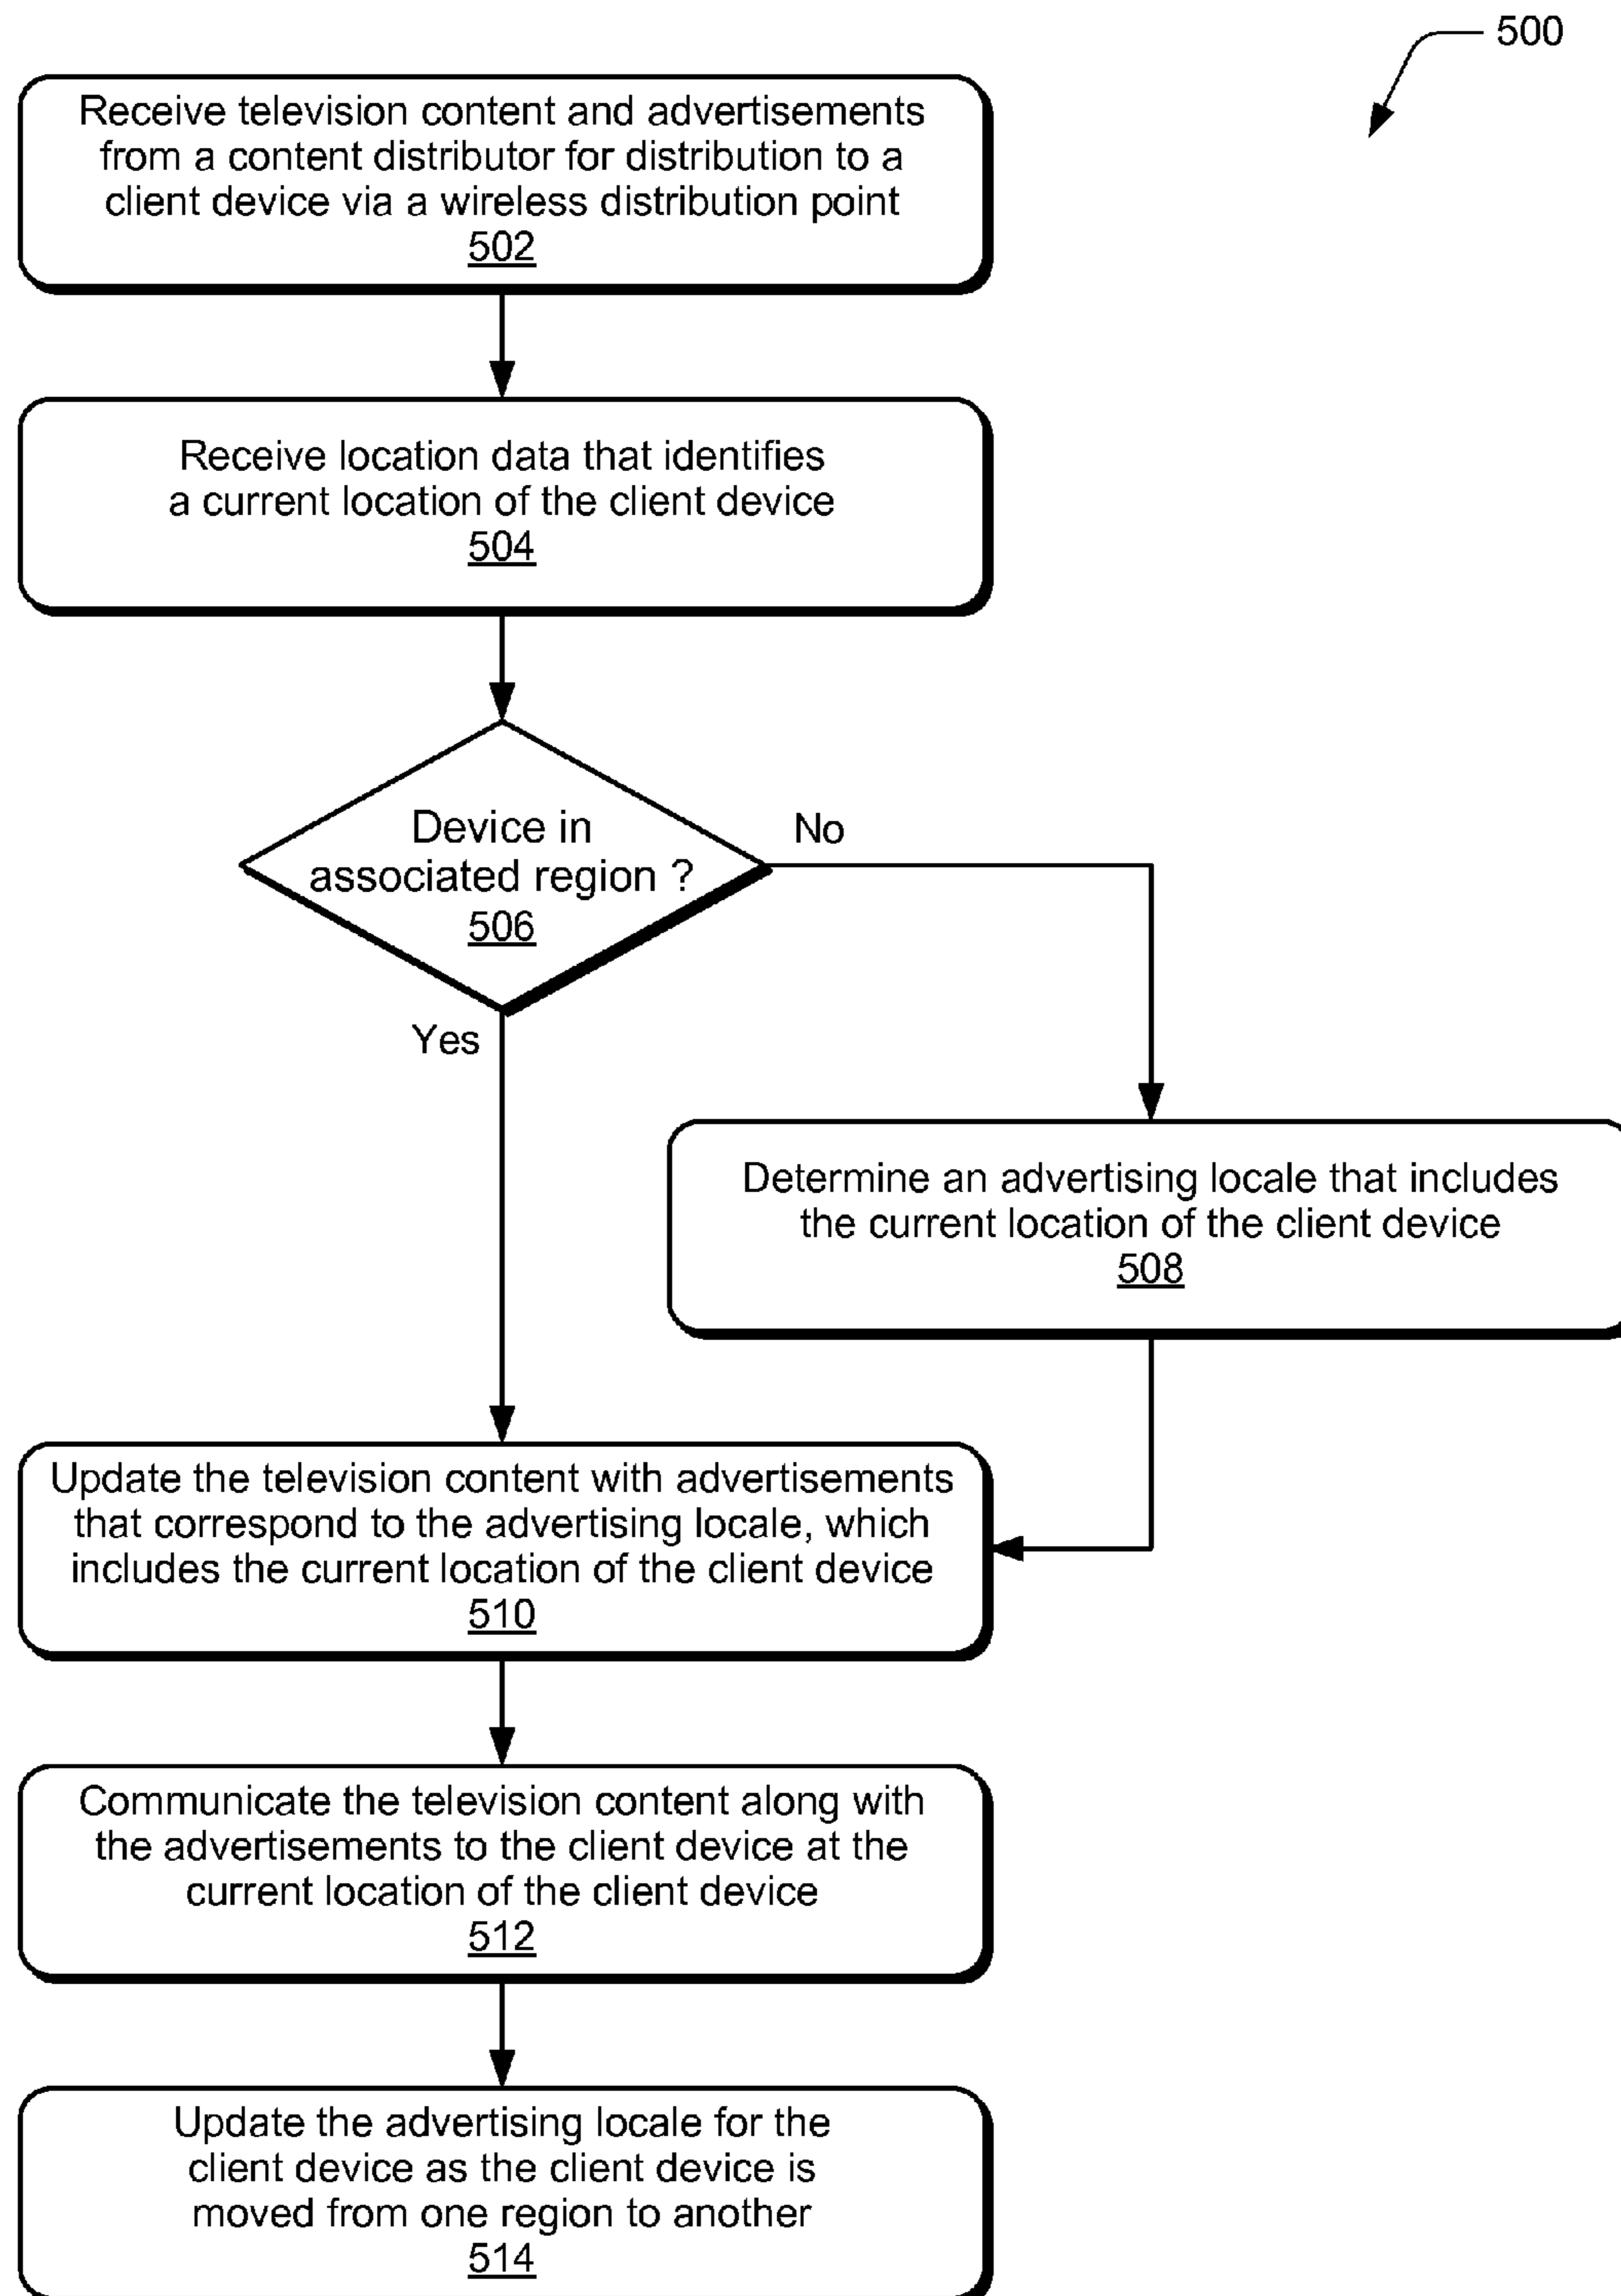 500
Receive television content and advertisements
from a content distributor for distribution to a
client device via a wireless distribution point
502
Receive location data that identifies
a current location of the client device
504
Device in
associated region ?
506
No
Yes
Determine an advertising locale that includes
the current location of the client device
508
Update the television content with advertisements
that correspond to the advertising locale, which
includes the current location of the client device
510
Communicate the television content along with
the advertisements to the client device at the
current location of the client device
512
Update the advertising locale for the
client device as the client device is
moved from one region to another
514